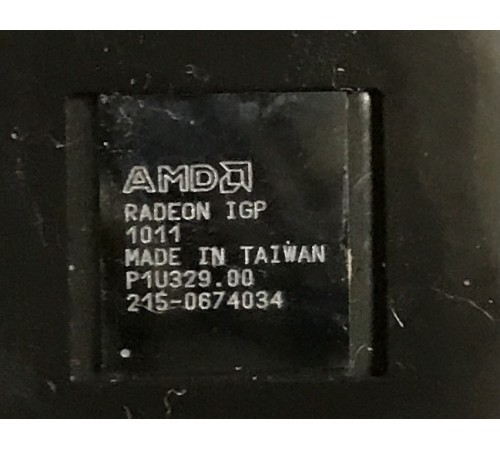 AMD
RADEON IGP
1011
MADE IN TAIWAN
P1U329.00
215-0674034